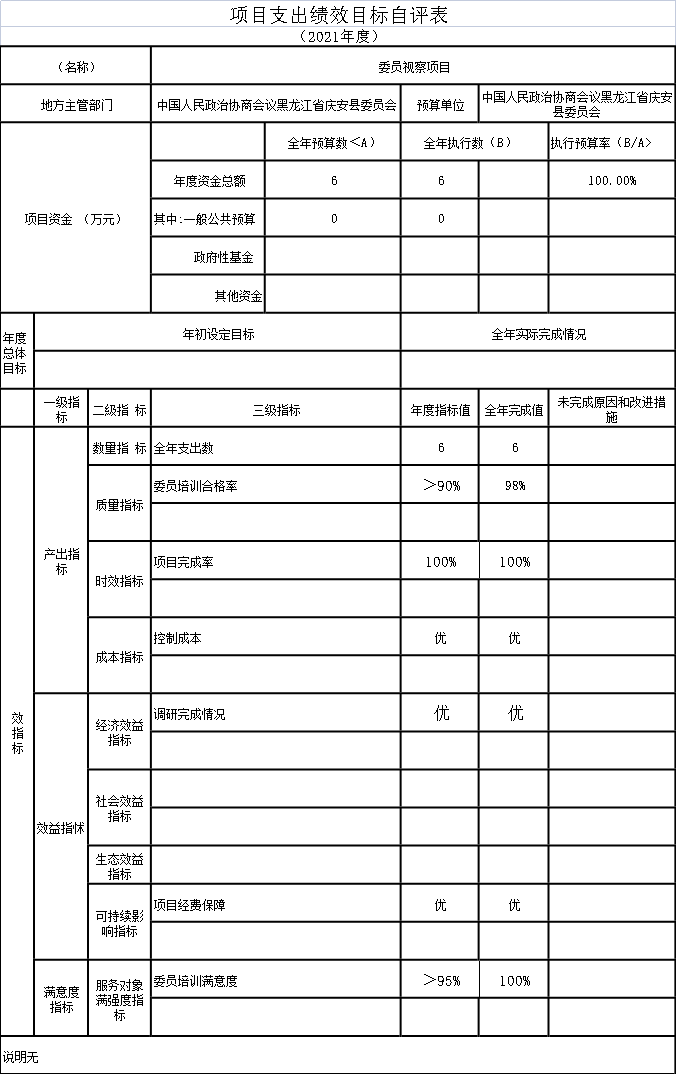 项目支出绩效目标自评表
（2021年度）
（名称） 委员视察项目
地方主管部门 中国人民政治协商会议黑龙江省庆安县委员会 预算单位 中国人民政治协商会议黑龙江省庆安
县委员会
项目资金 （万元） 全年预算数＜A） 全年执行数（B） 执行预算率（B/A>
年度资金总额 6 6 100.00%
其中:一般公共预算 0 0
政府性基金
其他资金
年度
总体
目标
年初设定目标 全年实际完成情况
一级指
标
二级指 标 三级指标 年度指标值 全年完成值 未完成原因和改进措
施
效
指
标
产出指
标
数量指 标 全年支出数 6 6
质量指标 委员培训合格率 ＞90% 98%
时效指标 项目完成率 100% 100%
成本指标 控制成本 优 优
效益指怵
经济效益
指标
调研完成情况 优 优
社会效益
指标
生态效益
指标
可持续影
响指标
项目经费保障 优 优
满意度
指标
服务对象
满强度指
标
委员培训满意度 ＞95% 100%
说明无